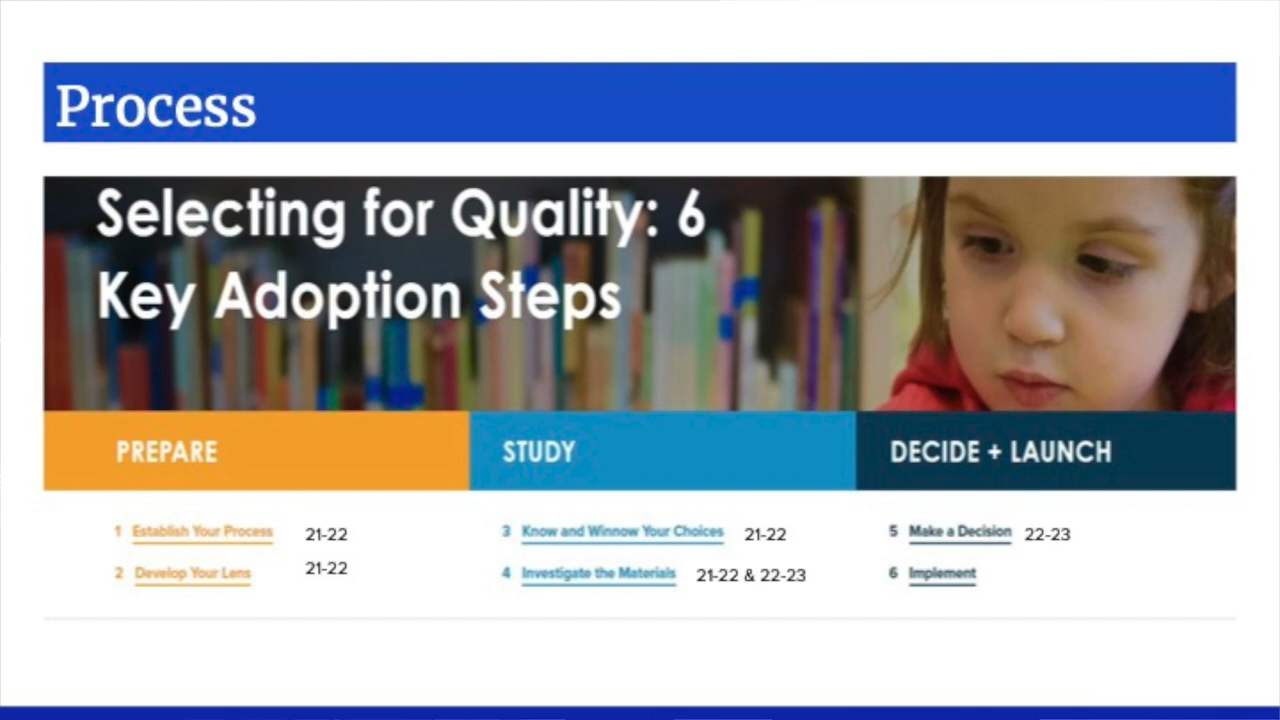 Process
Selecting for Quality: 6
Key Adoption Steps
PREPARE
1 Establish Your Process 21-22
2 Develop Your Lens 21-22
STUDY
3 Know and Winnow Your Choices 21-22
4 Investigate the Materials 21-22 & 22-23
DECIDE + LAUNCH
5 Make a Decision 22-23
6 Implement